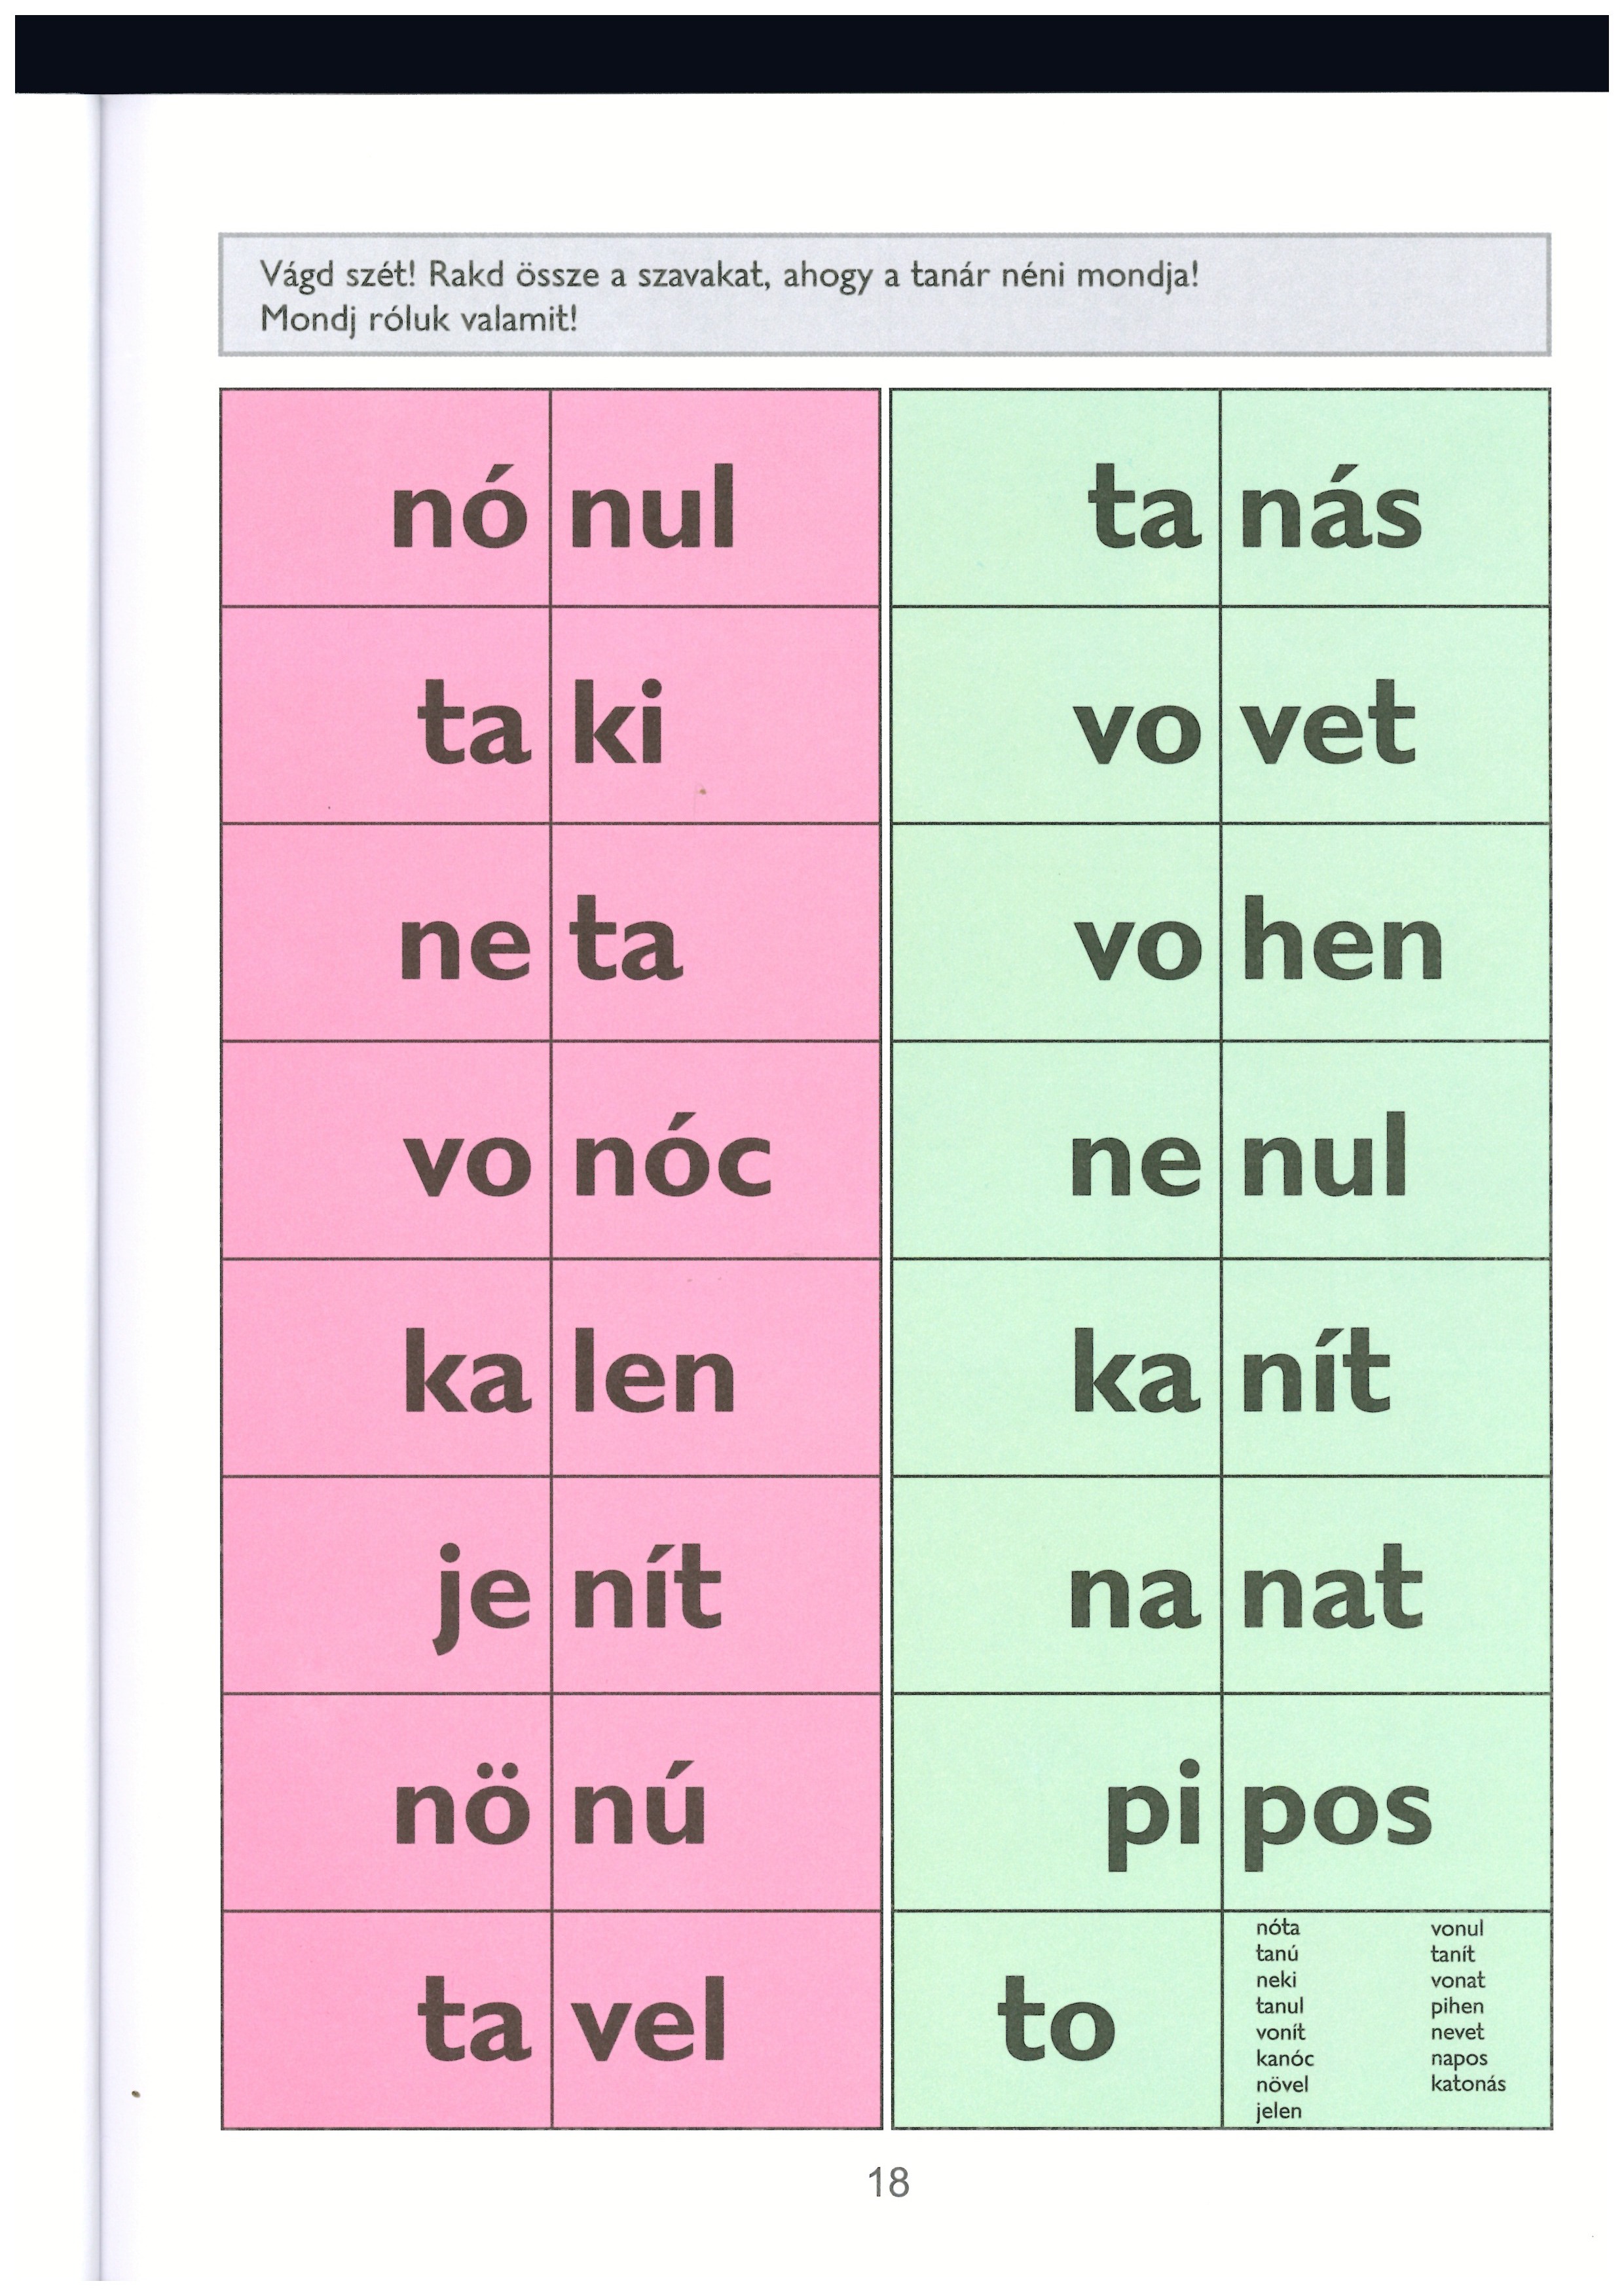 Vágd szét! Rakd össze a szavakat, ahogy a tanár néni mondja!
Mondj róluk valamit!
nó nul
ta ki
ne ta
vo nóc
ka len
je nít
nö nú
ta vel
ta nás
vo vet
vo hen
ne nul
ka nít
na nat
pi pos
to
nóta
tanú
neki
tanul
vonít
kanóc
növel
jelen
vonul
tanít
vonat
pihen
nevet
napos
katonás
18